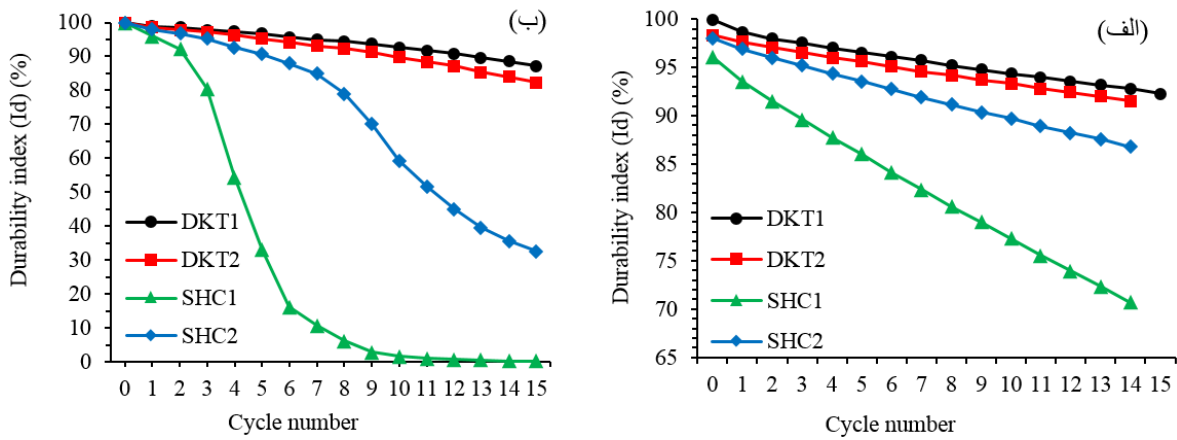 (ب)
Durability index (Id) (%)
100
90
80
70
60
50
40
30
20
10
0
DKT1
DKT2
SHC1
SHC2
0 1 2 3 4 5 6 7 8 9 10 11 12 13 14 15
Cycle number
(الف)
Durability index (Id) (%)
100
95
90
85
80
75
70
65
DKT1
DKT2
SHC1
SHC2
0 1 2 3 4 5 6 7 8 9 10 11 12 13 14 15
Cycle number